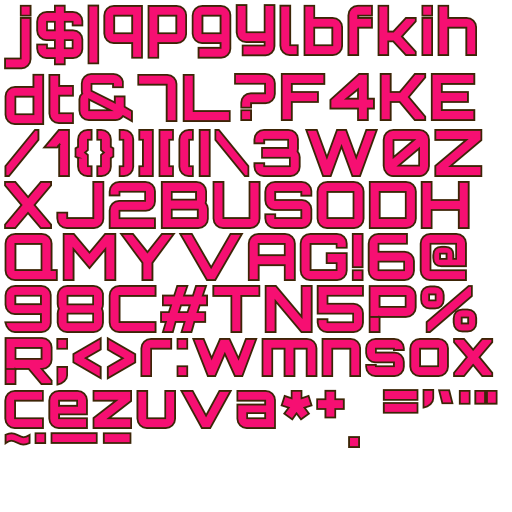 j$|qpgylbfkih
dt&7L?F4KE
/1{})][(l\3W0Z
XJ2BUSODH
QMYVAG!6@
98C#TN5P%
R;<>r:wmnsox
cezuva*+ ='`"
~·—- .